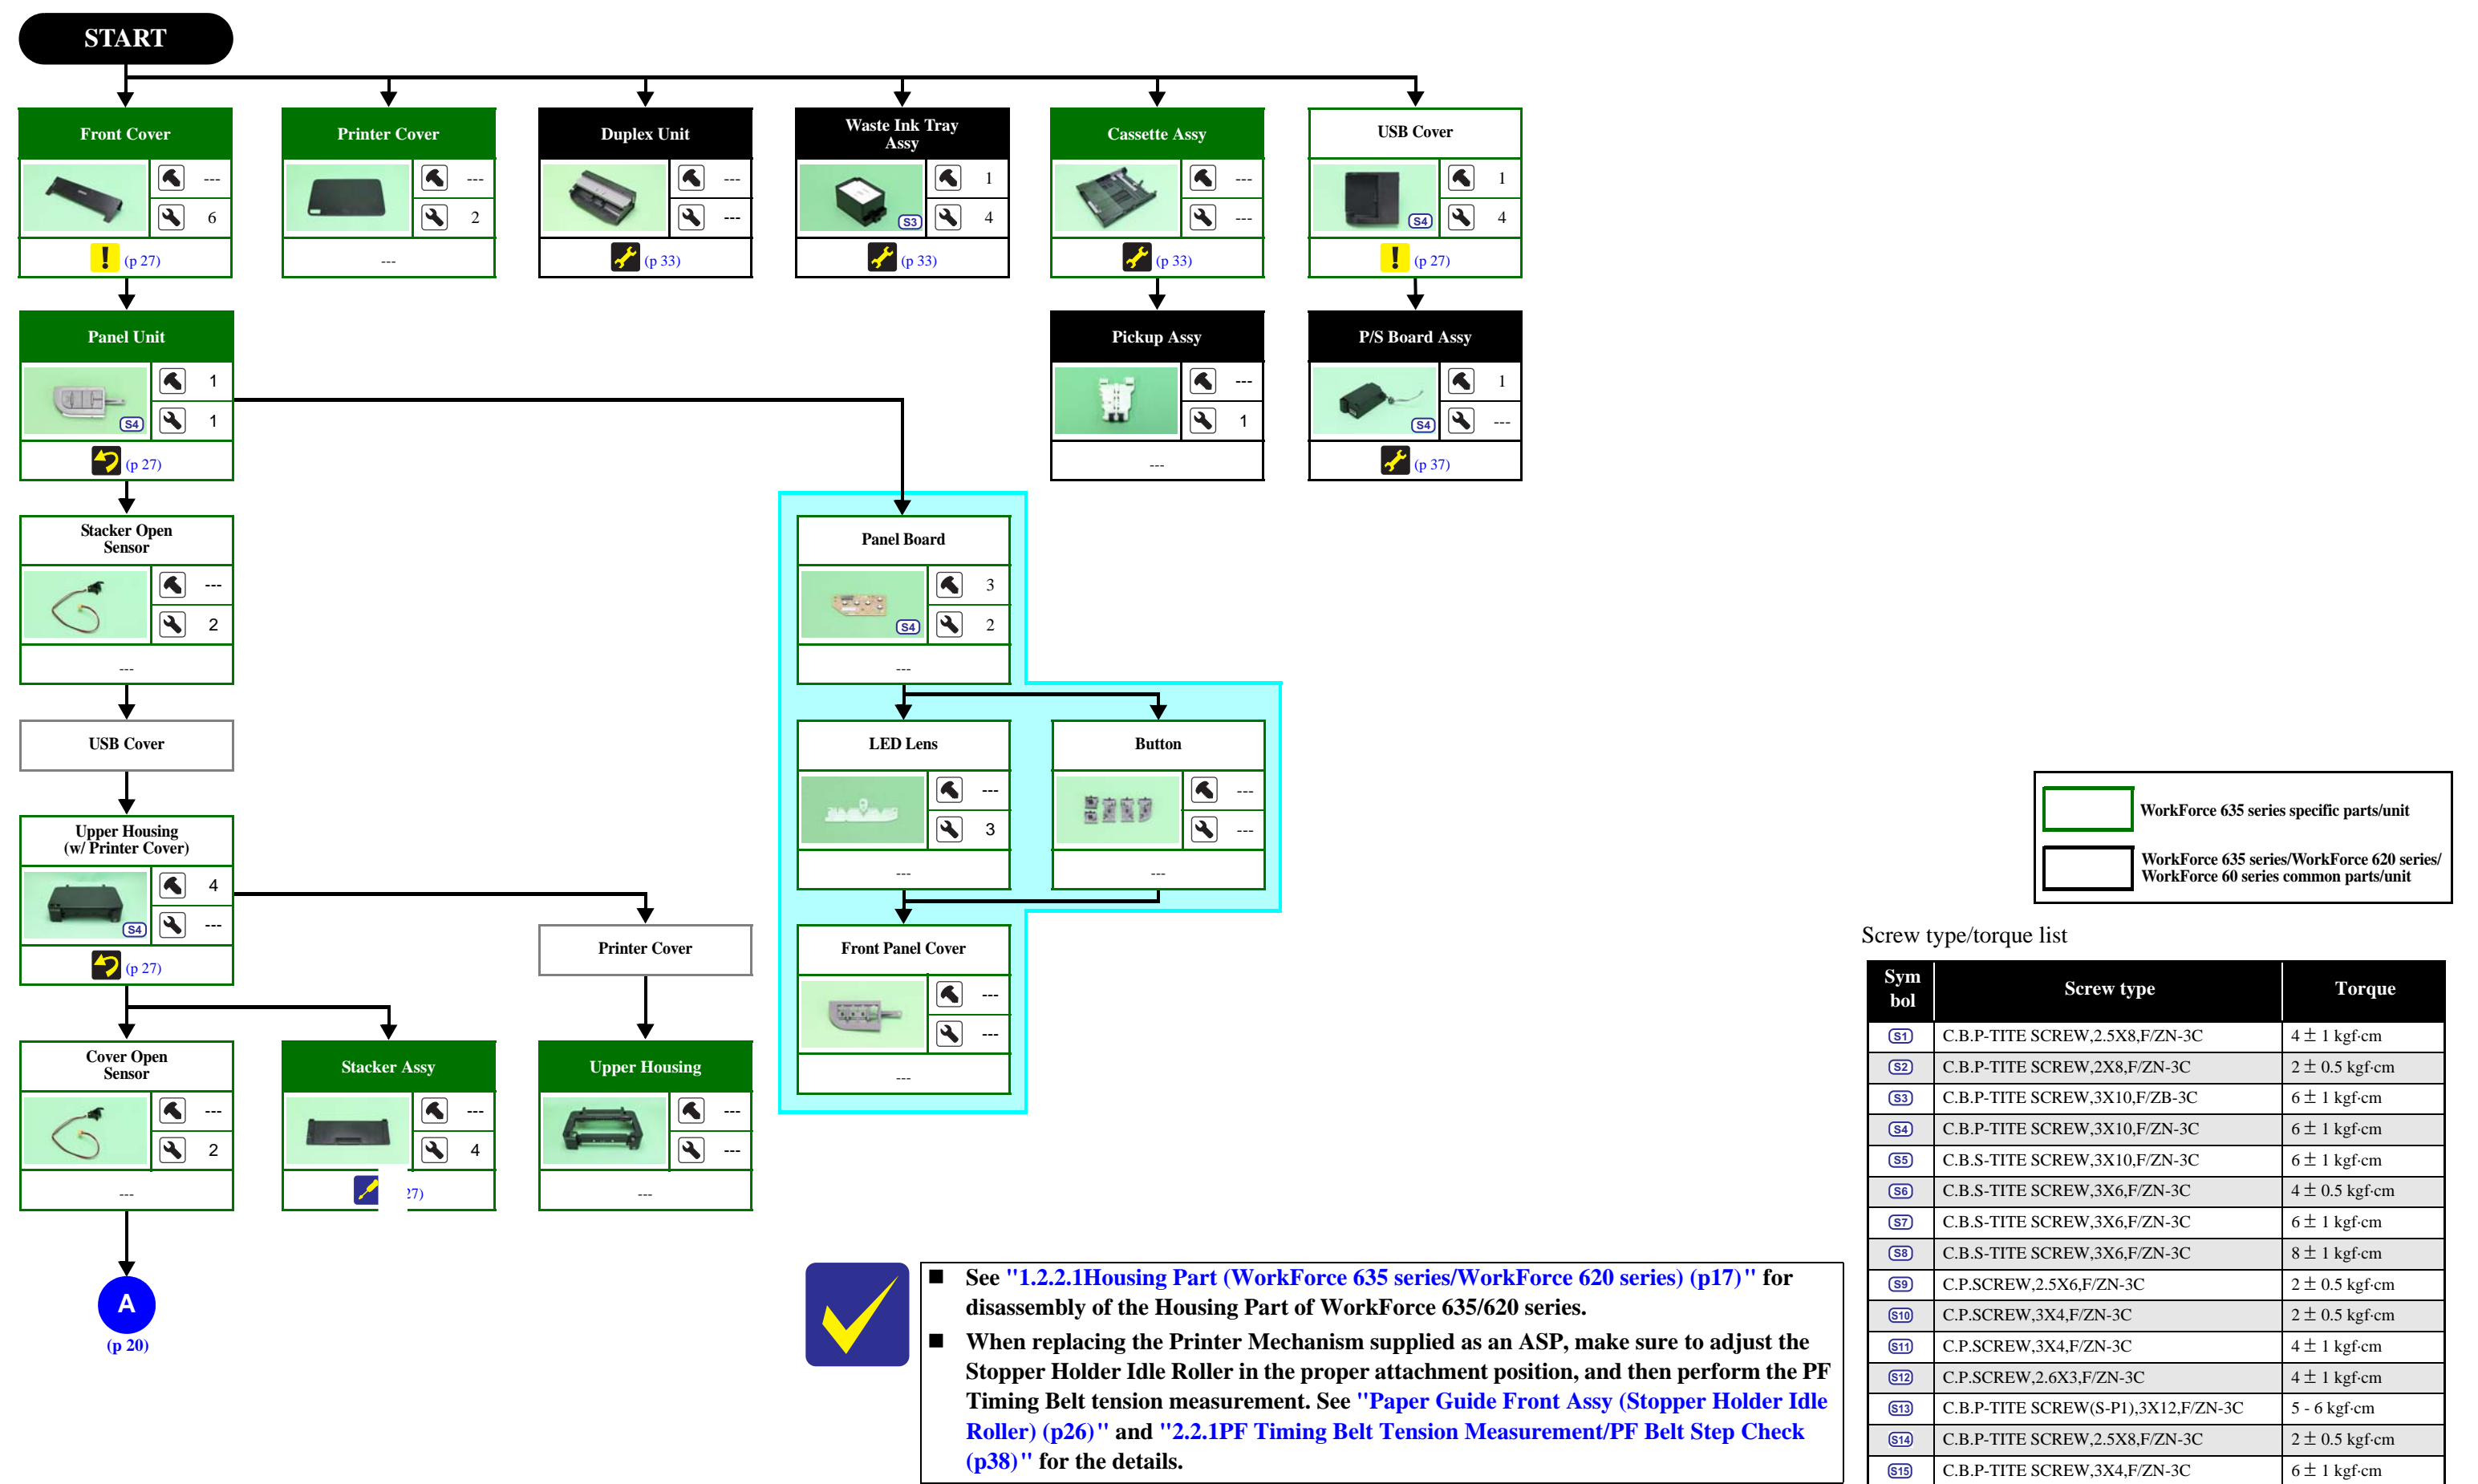 START
Front Cover
---
6
(p 27)
Printer Cover
---
2
---
Duplex Unit
---
---
(p 33)
Waste Ink Tray
Assy
S3
1
4
(p 33)
Cassette Assy
---
---
(p 33)
USB Cover
S4
1
4
(p 27)
Panel Unit
S4
1
1
(p 27)
Pickup Assy
---
1
---
P/S Board Assy
S4
1
---
(p 37)
Stacker Open
Sensor
---
2
---
Panel Board
S4
3
2
---
USB Cover
LED Lens
---
3
---
Button
---
---
---
Upper Housing
(w/ Printer Cover)
S4
4
---
(p 27)
Printer Cover
Front Panel Cover
---
---
---
Cover Open
Sensor
---
2
---
Stacker Assy
---
4
27)
Upper Housing
---
---
---
A
(p 20)
WorkForce 635 series specific parts/unit
WorkForce 635 series/WorkForce 620 series/
WorkForce 60 series common parts/unit
Screw type/torque list
Sym
bol
Screw type
Torque
S1 C.B.P-TITE SCREW,2.5X8,F/ZN-3C 4 ± 1 kgf·cm
S2 C.B.P-TITE SCREW,2X8,F/ZN-3C 2 ± 0.5 kgf·cm
S3 C.B.P-TITE SCREW,3X10,F/ZB-3C 6 ± 1 kgf·cm
S4 C.B.P-TITE SCREW,3X10,F/ZN-3C 6 ± 1 kgf·cm
S5 C.B.S-TITE SCREW,3X10,F/ZN-3C 6 ± 1 kgf·cm
S6 C.B.S-TITE SCREW,3X6,F/ZN-3C 4 ± 0.5 kgf·cm
S7 C.B.S-TITE SCREW,3X6,F/ZN-3C 6 ± 1 kgf·cm
S8 C.B.S-TITE SCREW,3X6,F/ZN-3C 8 ± 1 kgf·cm
S9 C.P.SCREW,2.5X6,F/ZN-3C 2 ± 0.5 kgf·cm
S10 C.P.SCREW,3X4,F/ZN-3C 2 ± 0.5 kgf·cm
S11 C.P.SCREW,3X4,F/ZN-3C 4 ± 1 kgf·cm
S12 C.P.SCREW,2.6X3,F/ZN-3C 4 ± 1 kgf·cm
S13 C.B.P-TITE SCREW(S-P1),3X12,F/ZN-3C 5 - 6 kgf·cm
S14 C.B.P-TITE SCREW,2.5X8,F/ZN-3C 2 ± 0.5 kgf·cm
S15 C.B.P-TITE SCREW,3X4,F/ZN-3C 6 ± 1 kgf·cm
■ See "1.2.2.1Housing Part (WorkForce 635 series/WorkForce 620 series) (p17)" for
disassembly of the Housing Part of WorkForce 635/620 series.
■ When replacing the Printer Mechanism supplied as an ASP, make sure to adjust the
Stopper Holder Idle Roller in the proper attachment position, and then perform the PF
Timing Belt tension measurement. See "Paper Guide Front Assy (Stopper Holder Idle
Roller) (p26)" and "2.2.1PF Timing Belt Tension Measurement/PF Belt Step Check
(p38)" for the details.